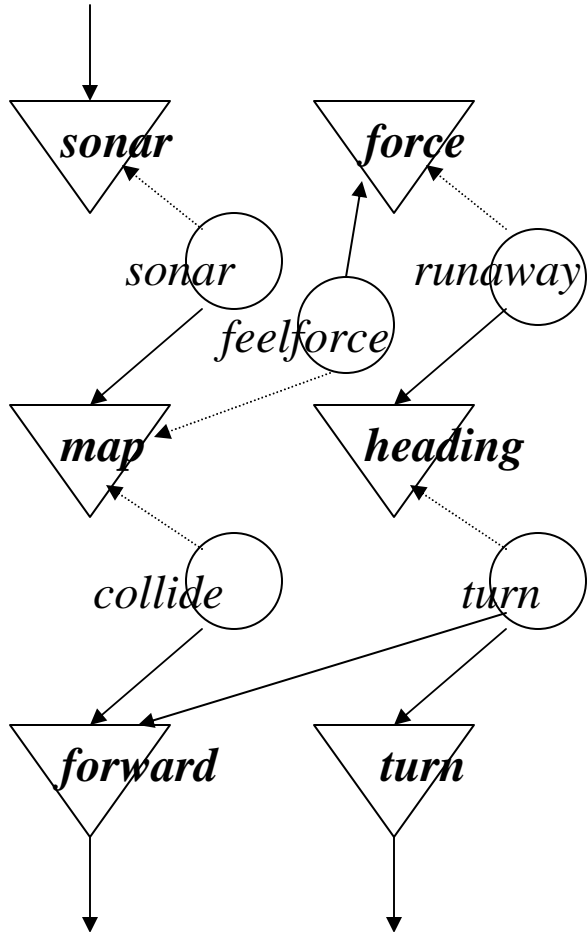 sonar
force
sonar
runaway
feelforce
map
heading
collide
turn
forward
turn